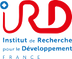 IRD
Institut de Recherche
pour le Développement
FRANCE